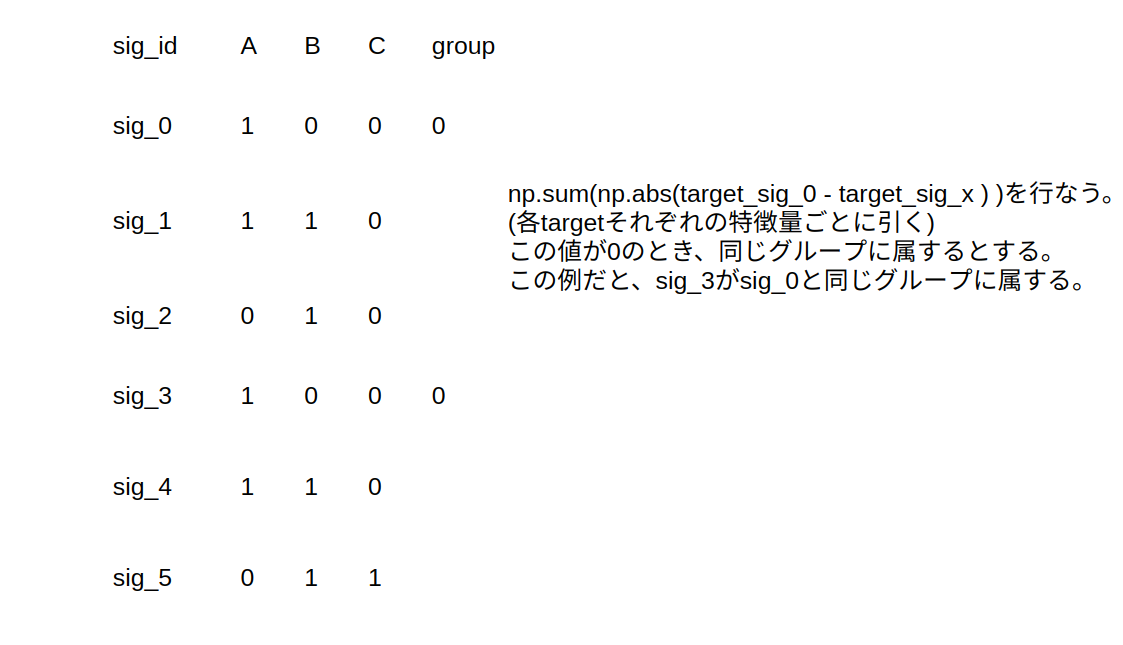 sig_id A B C group
sig_0 1 0 0 0
np.sum(np.abs(target_sig_0 - target_sig_x ) )を行なう。
sig_1 1 1 0
(各targetそれぞれの特徴量ごとに引く)
この値が0のとき、同じグループに属するとする。
この例だと、sig_3がsig_0と同じグループに属する。
sig_2 0 1 0
sig_3 1 0 0 0
sig_4 1 1 0
sig_5 0 1 1